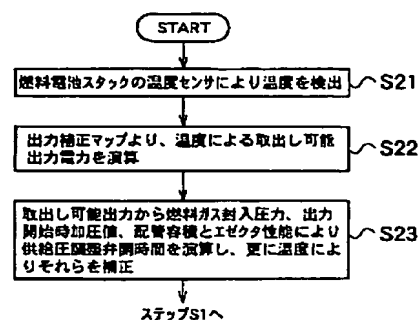 START
燃料電池スタックの温度センサにより温度を検出
S21
出力補正マップより、温度による取出し可能
出力電力を演算
S22
取出し可能出力から燃料ガス封入圧力、出力
開始時加圧値、配管容積とエゼクタ性能により
供給圧調整弁開時間を演算し、更に温度によ
りそれらを補正
S23
ステップS1へ